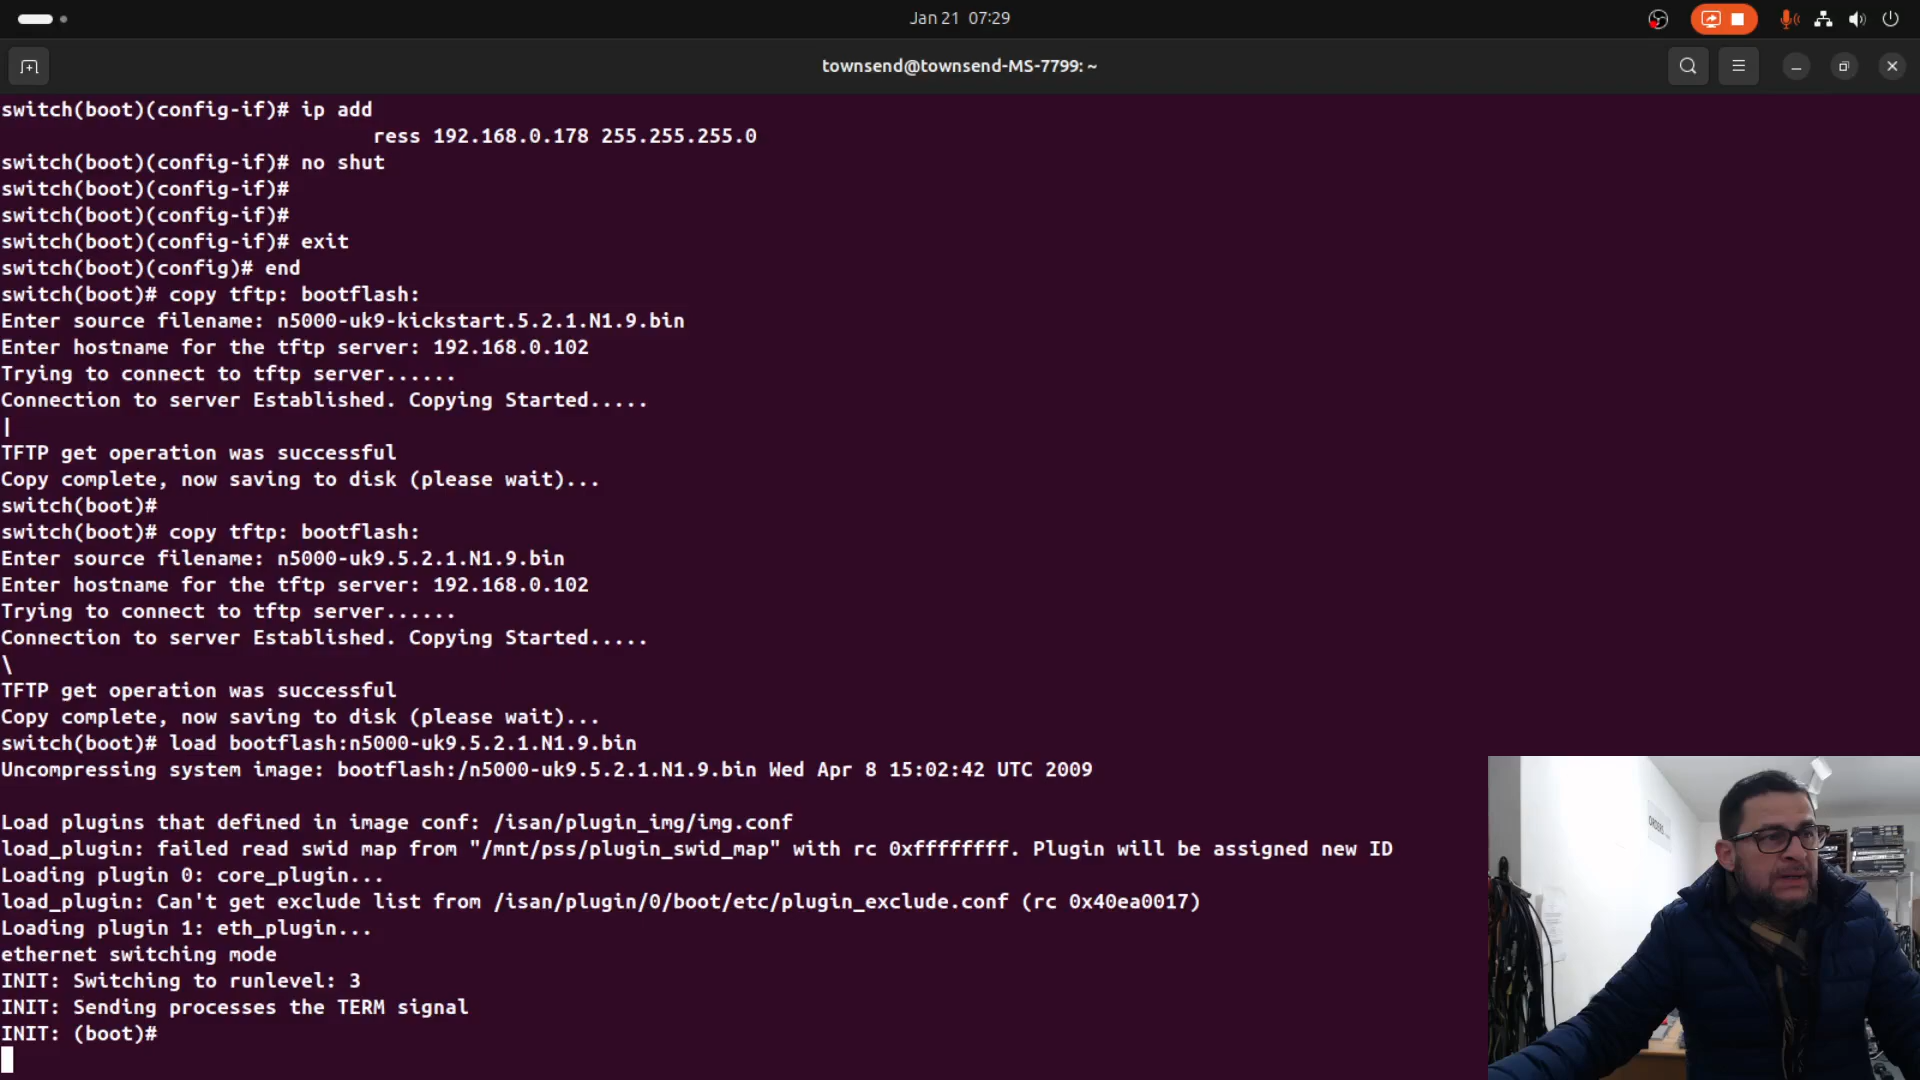 Jan 21 07:29
townsend@townsend-MS-7799: ~
switch(boot)(config-if)# ip add
ress 192.168.0.178 255.255.255.0
switch(boot)(config-if)# no shut
switch(boot)(config-if)#
switch(boot)(config-if)#
switch(boot)(config-if)# exit
switch(boot)(config)# end
switch(boot)# copy tftp: bootflash:
Enter source filename: n5000-uk9-kickstart.5.2.1.N1.9.bin
Enter hostname for the tftp server: 192.168.0.102
Trying to connect to tftp server......
Connection to server Established. Copying Started.....
|
TFTP get operation was successful
Copy complete, now saving to disk (please wait)...
switch(boot)#
switch(boot)# copy tftp: bootflash:
Enter source filename: n5000-uk9.5.2.1.N1.9.bin
Enter hostname for the tftp server: 192.168.0.102
Trying to connect to tftp server......
Connection to server Established. Copying Started.....
\
TFTP get operation was successful
Copy complete, now saving to disk (please wait)...
switch(boot)# load bootflash:n5000-uk9.5.2.1.N1.9.bin
Uncompressing system image: bootflash:/n5000-uk9.5.2.1.N1.9.bin Wed Apr 8 15:02:42 UTC 2009
Load plugins that defined in image conf: /isan/plugin_img/img.conf
load_plugin: failed read swid map from "/mnt/pss/plugin_swid_map" with rc 0xffffffff. Plugin will be assigned new ID
Loading plugin 0: core_plugin...
load_plugin: Can't get exclude list from /isan/plugin/0/boot/etc/plugin_exclude.conf (rc 0x40ea0017)
Loading plugin 1: eth_plugin...
ethernet switching mode
INIT: Switching to runlevel: 3
INIT: Sending processes the TERM signal
INIT: (boot)#
ORDERS